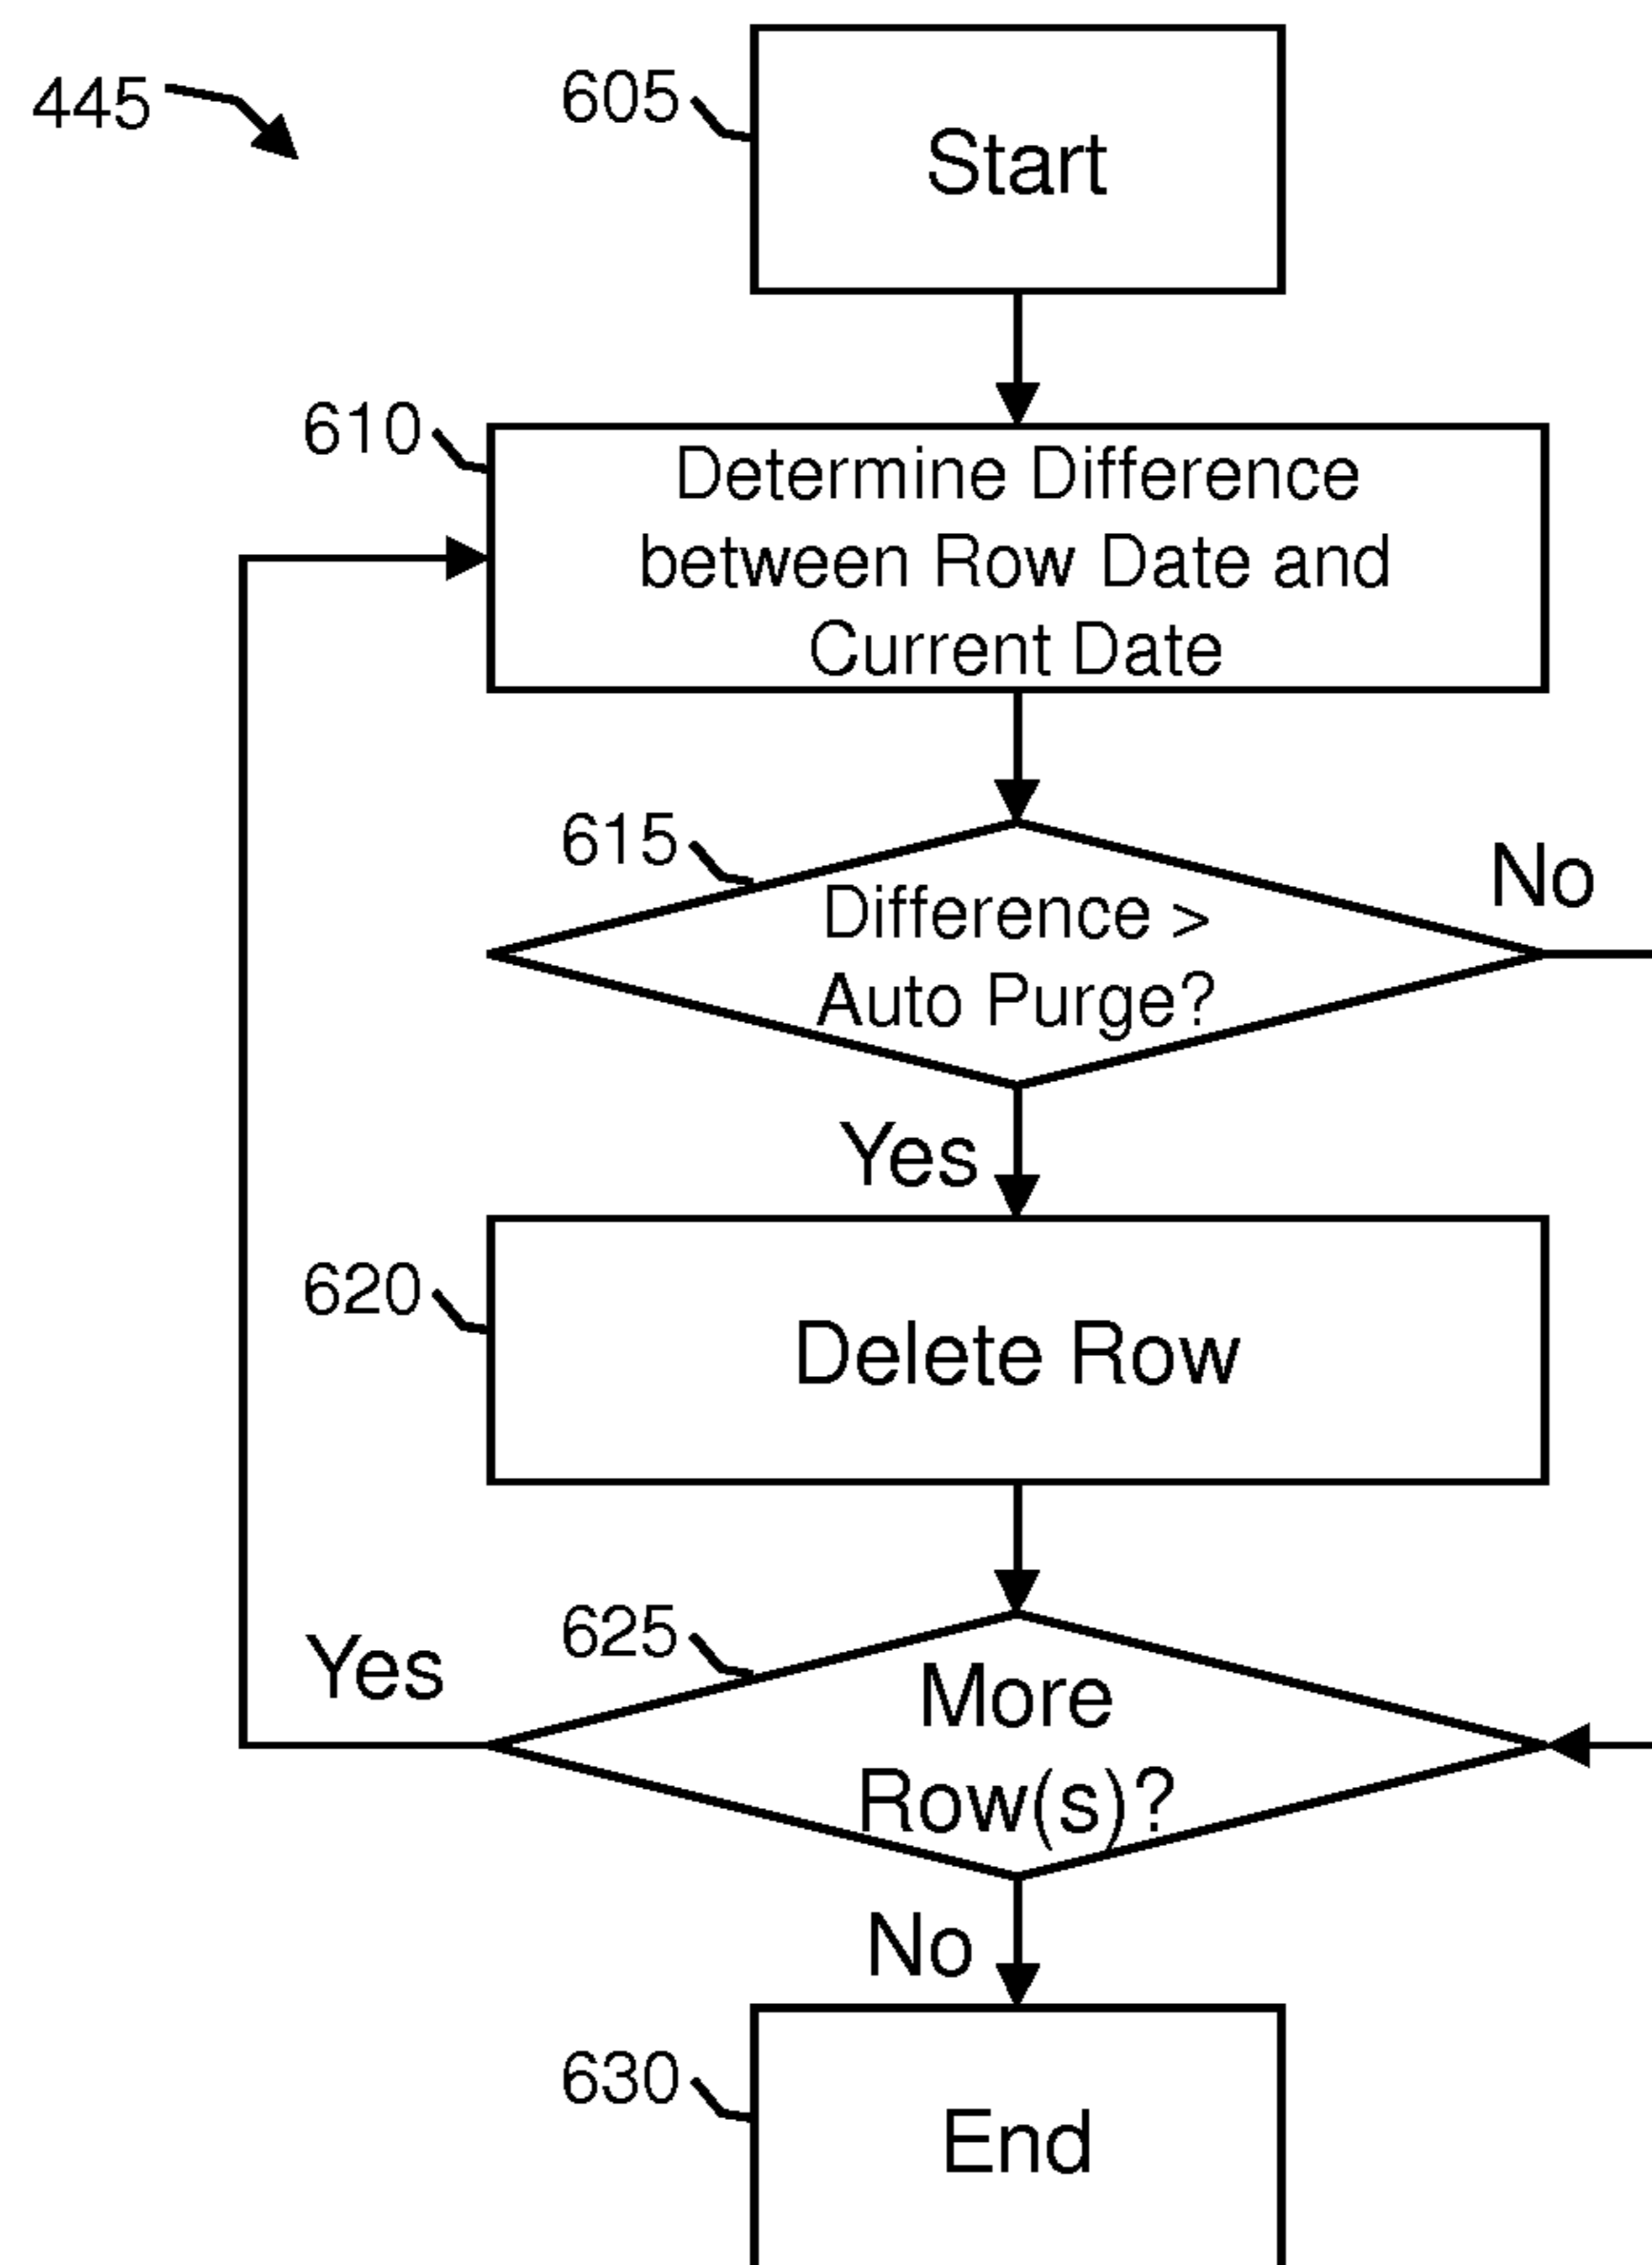 445
605
Start
610
Determine Difference
between Row Date and
Current Date
615
Difference >
Auto Purge?
No
Yes
620
Delete Row
625
More
Row(s)?
Yes
No
630
End